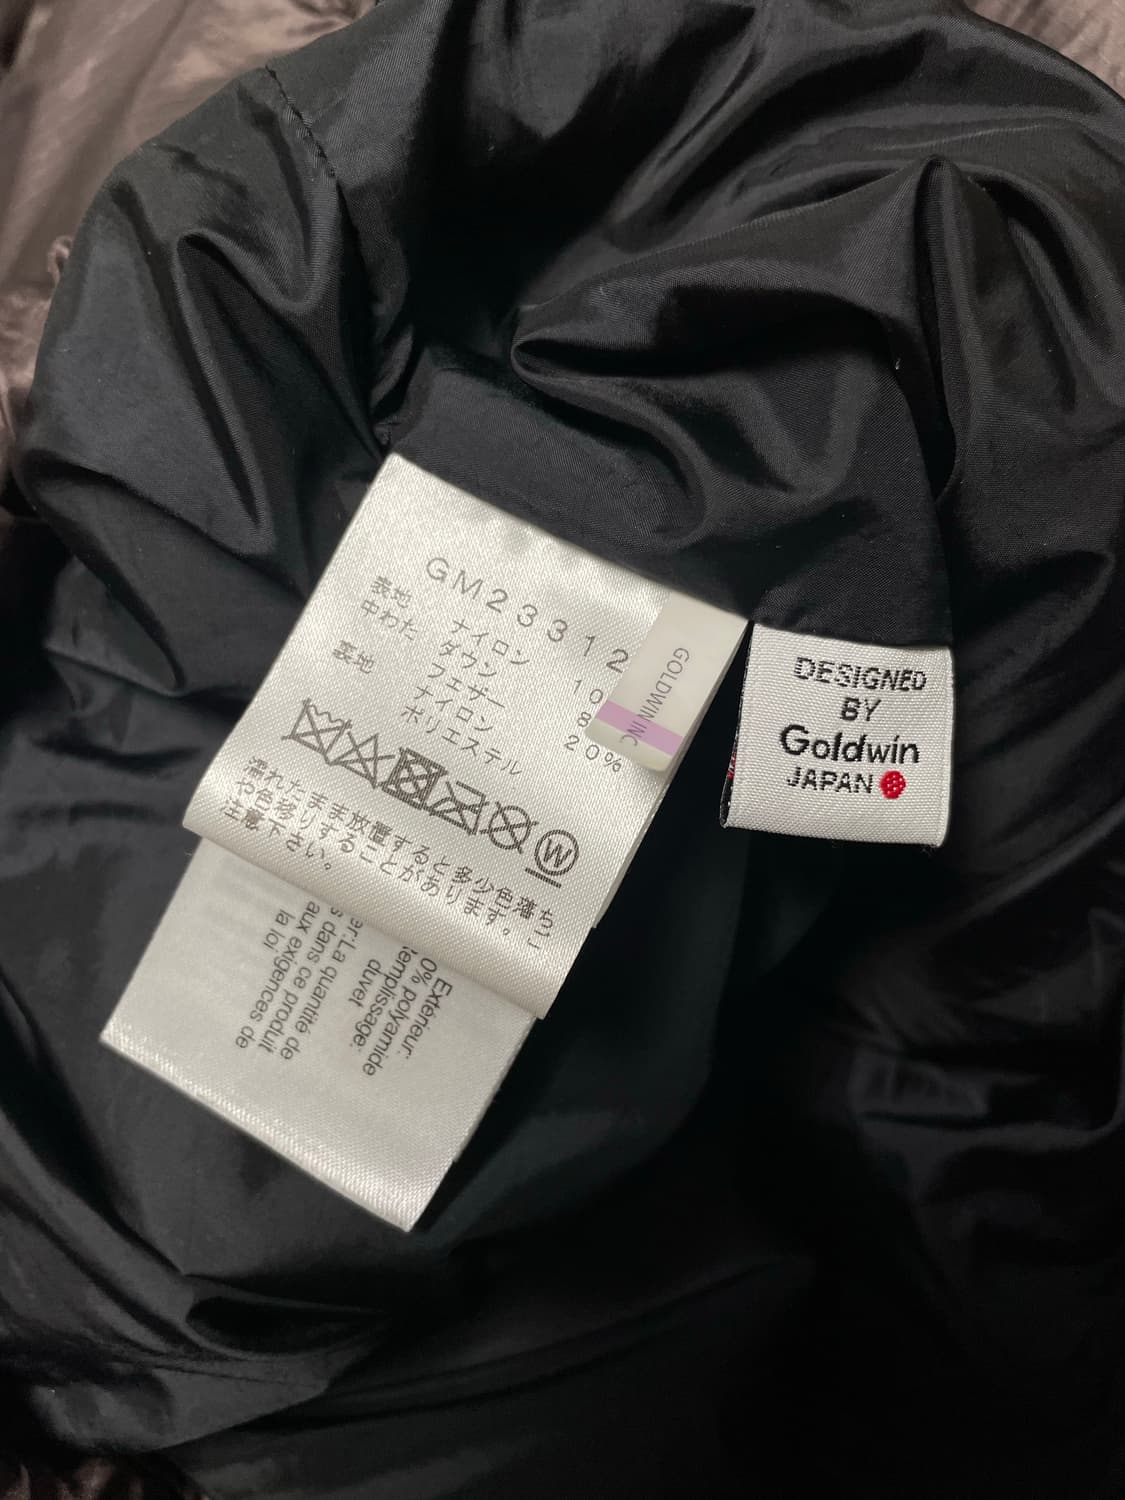 GM23312
表地 ナイロン 10
中わた ダウン 8
フェザー 20%
裏地 ナイロン
ポリエステル
W
濡れたまま放置すると多少色落ち
や色移りすることがあります。ご
注意下さい。
GOLDWIN INC.
DESIGNED
BY
Goldwin
JAPAN
Extérieur:
0% polyamide
duvet
La quantité de
s dans ce produit
aux exigences de
la loi